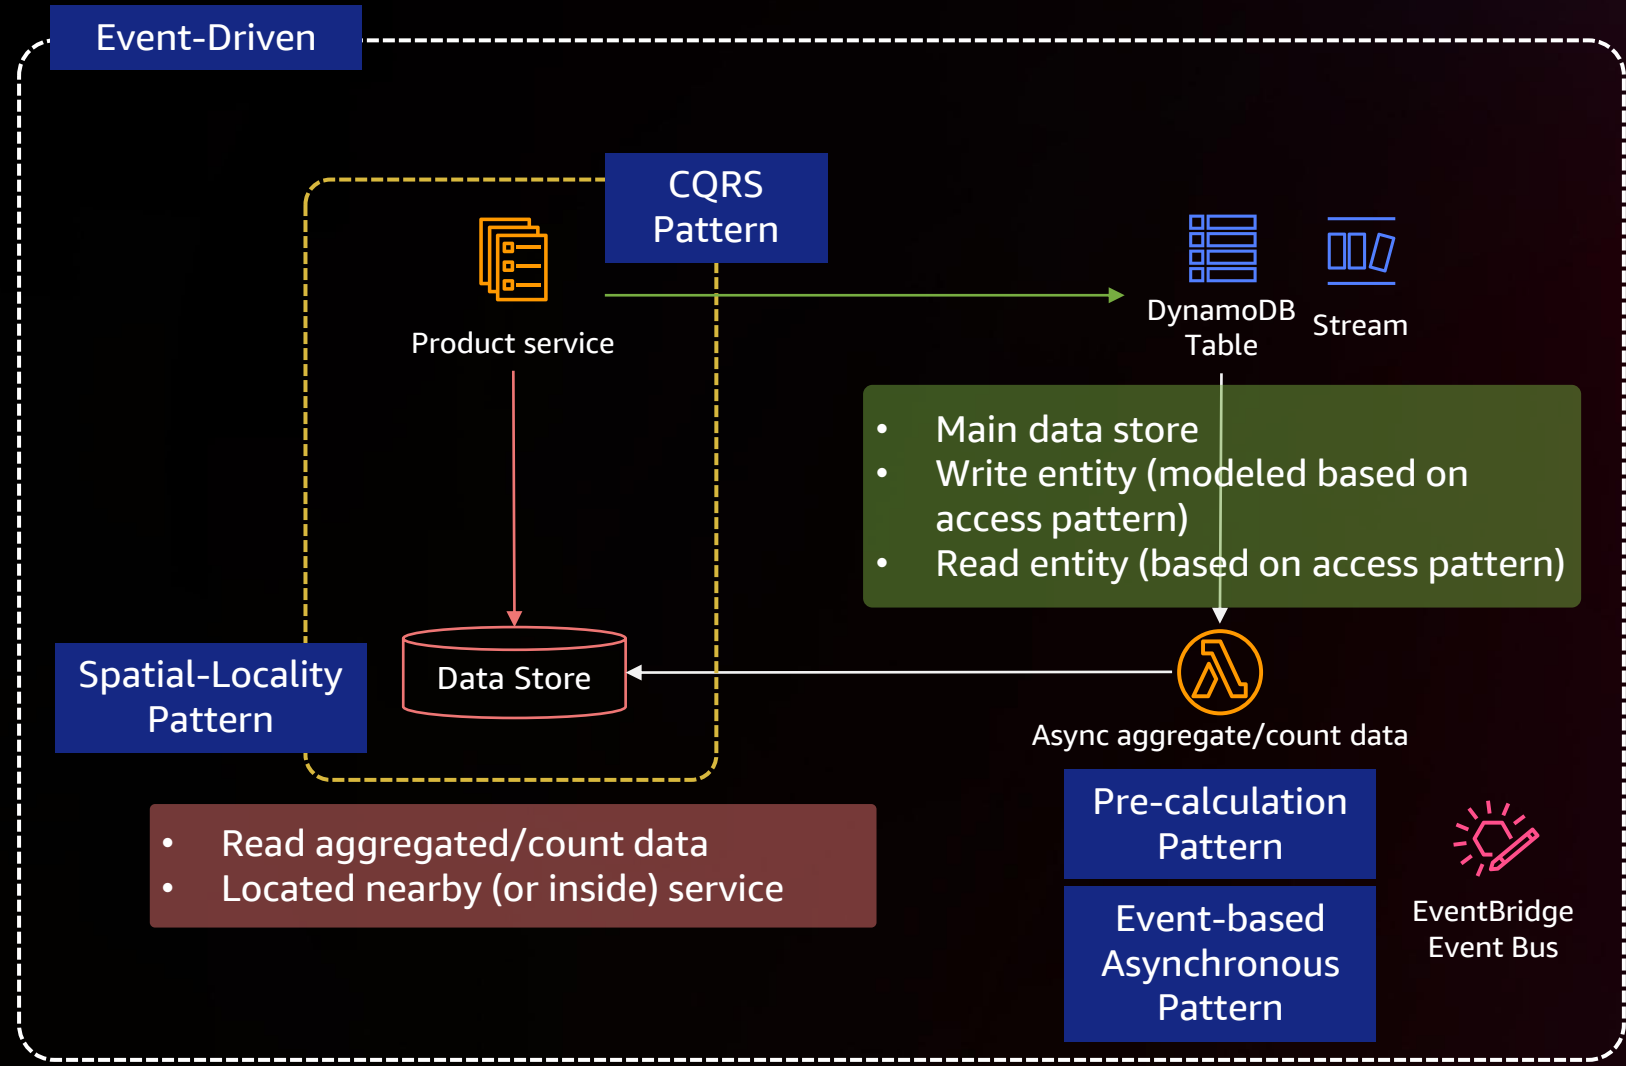 Event-Driven
CQRS
Pattern
Product service
DynamoDB
Table
Stream
• Main data store
• Write entity (modeled based on
access pattern)
• Read entity (based on access pattern)
Spatial-Locality
Pattern
Data Store
Async aggregate/count data
• Read aggregated/count data
• Located nearby (or inside) service
Pre-calculation
Pattern
Event-based
Asynchronous
Pattern
EventBridge
Event Bus